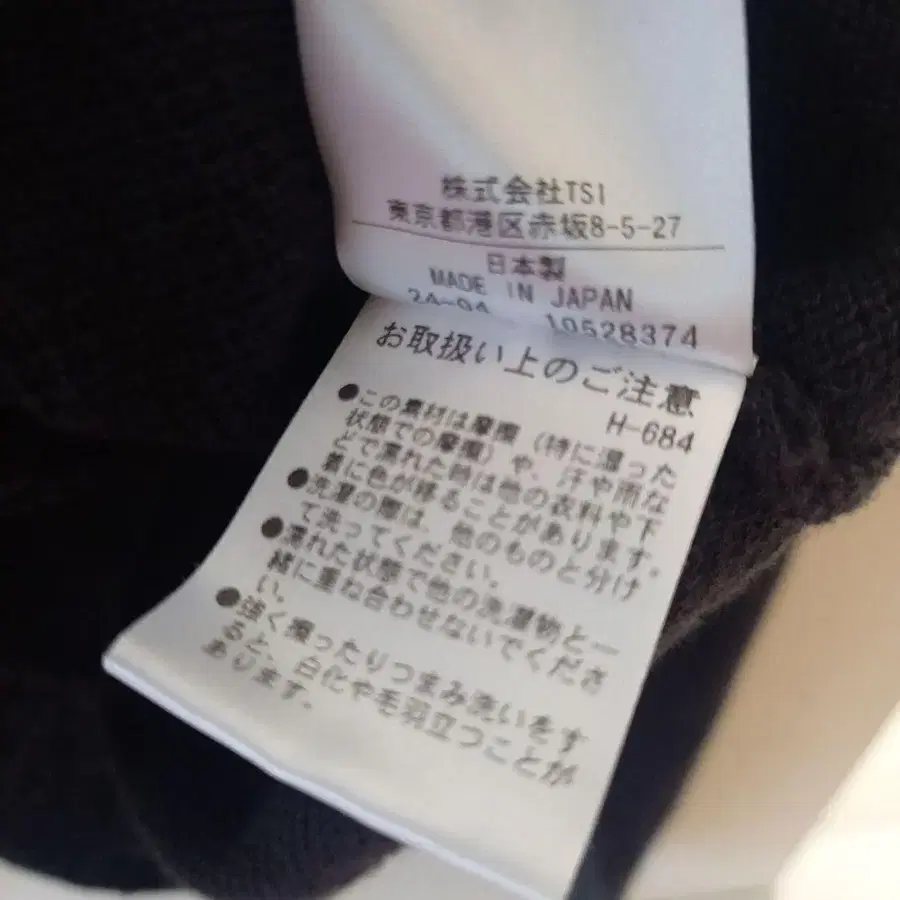 株式会社TSI
東京都港区赤坂8-5-27
日本製
MADE IN JAPAN
10528374
お取扱い上のご注意
H-684
●この素材は摩擦（特に湿った
状態での摩擦）や、汗や雨な
どで濡れた時は他の衣料や下
着に色が移ることがあります。
●洗濯の際は、他のものと分け
て洗ってください。
●濡れた状態で他の洗濯物と一
緒に重ね合わせないでくださ
い。
●強く擦ったりつまみ洗いをす
ると、白化や毛羽立つことが
あります。